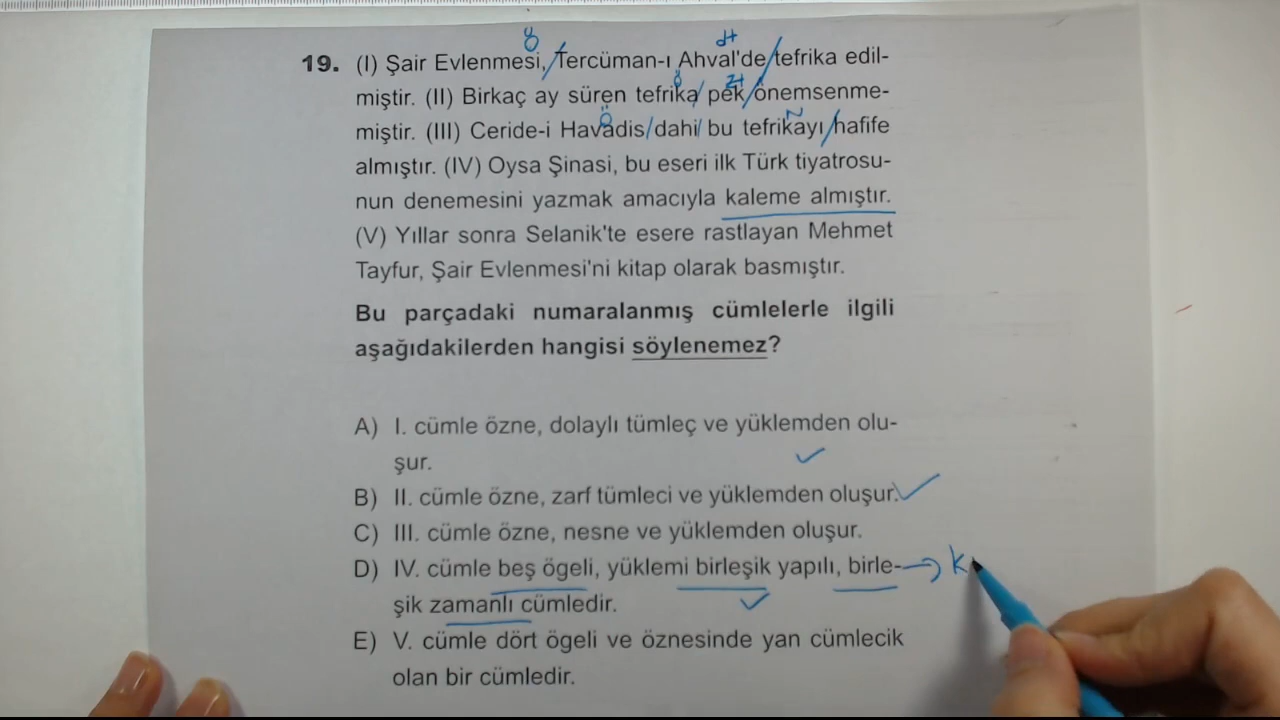 19. (I) Şair Evlenmesi, Tercüman-ı Ahval'de tefrika edil-
miştir. (II) Birkaç ay süren tefrika pek önemsenme-
miştir. (III) Ceride-i Havadis dahi bu tefrikayı hafife
almıştır. (IV) Oysa Şinasi, bu eseri ilk Türk tiyatrosu-
nun denemesini yazmak amacıyla kaleme almıştır.
(V) Yıllar sonra Selanik'te esere rastlayan Mehmet
Tayfur, Şair Evlenmesi'ni kitap olarak basmıştır.
Bu parçadaki numaralanmış cümlelerle ilgili
aşağıdakilerden hangisi söylenemez?
A) I. cümle özne, dolaylı tümleç ve yüklemden olu-
şur.
B) II. cümle özne, zarf tümleci ve yüklemden oluşur.
C) III. cümle özne, nesne ve yüklemden oluşur.
D) IV. cümle beş ögeli, yüklemi birleşik yapılı, birle-
şik zamanlı cümledir.
E) V. cümle dört ögeli ve öznesinde yan cümlecik
olan bir cümledir.